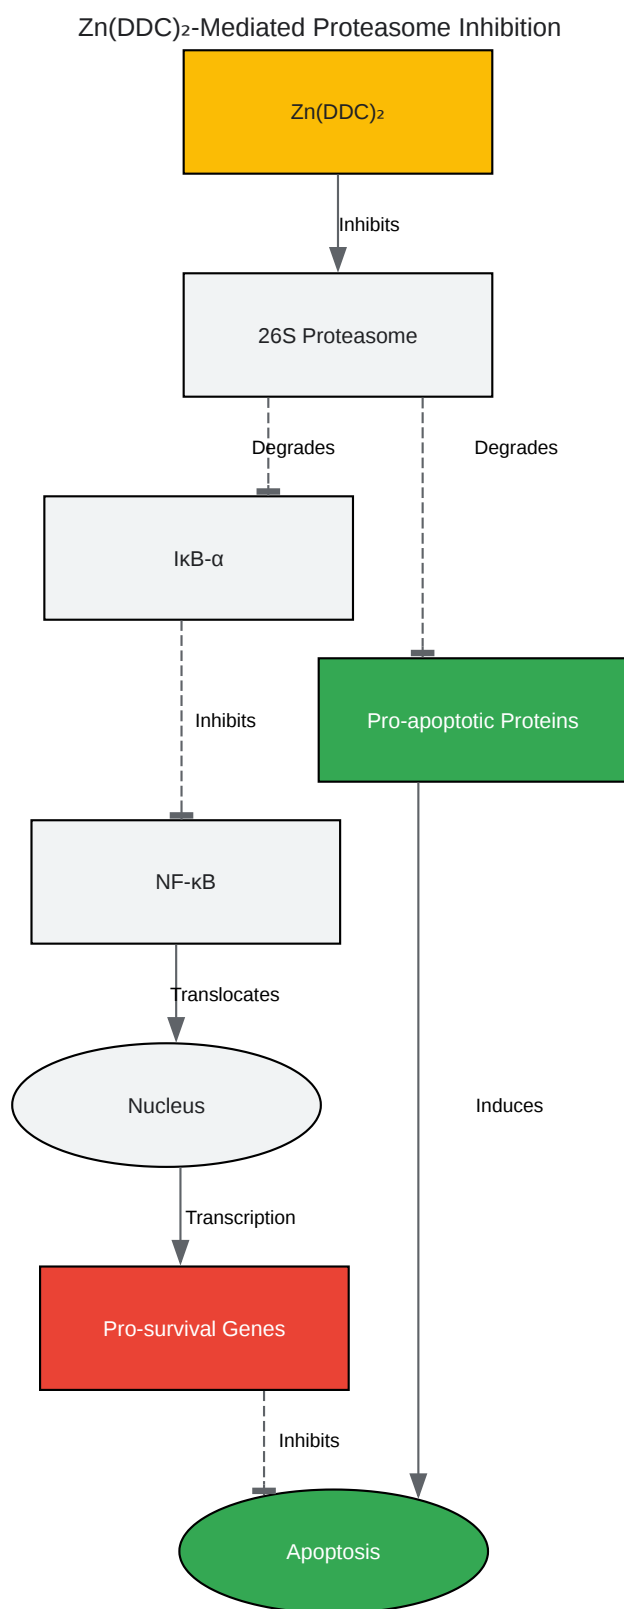 Zn(DDC)₂-Mediated Proteasome Inhibition
Zn(DDC)₂
Inhibits
26S Proteasome
Degrades
Degrades
IκB-α
Inhibits
Pro-apoptotic Proteins
NF-κB
Translocates
Nucleus
Induces
Transcription
Pro-survival Genes
Inhibits
Apoptosis